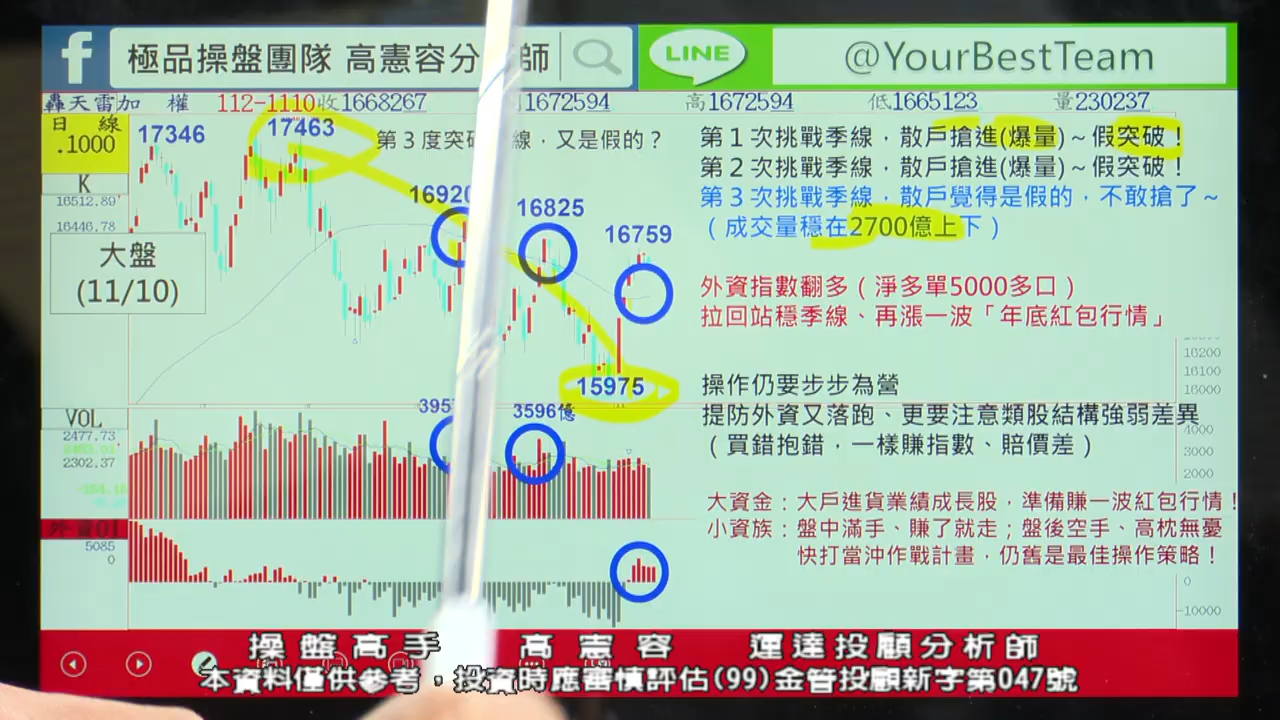 極品操盤團隊 高憲容分 師
LINE
@YourBestTeam
轟天雷加 權 112-1110收1668267 1672594 高1672594 低1665123 量230237
日 線
.1000
K
16512.89
16446.78
大盤
(11/10)
17346
17463
第3度突 線，又是假的？
16920
16825
16759
15975
第1次挑戰季線，散戶搶進(爆量)～假突破！
第2次挑戰季線，散戶搶進(爆量)～假突破！
第3次挑戰季線，散戶覺得是假的，不敢搶了～
（成交量穩在2700億上下）
外資指數翻多（淨多單5000多口）
拉回站穩季線、再漲一波「年底紅包行情」
16200
16100
16000
操作仍要步步為營
提防外資又落跑、更要注意類股結構強弱差異
（買錯抱錯，一樣賺指數、賠價差）
VOL
2477.73
2302.37
3957
3596億
4000
3000
2000
大資金：大戶進貨業績成長股，準備賺一波紅包行情！
小資族：盤中滿手、賺了就走；盤後空手、高枕無憂
快打當沖作戰計畫，仍舊是最佳操作策略！
外資OI
5085
0
0
-10000
操盤高手 高憲容 運達投顧分析師
本資料僅供參考，投資時應審慎評估(99)金管投顧新字第047號